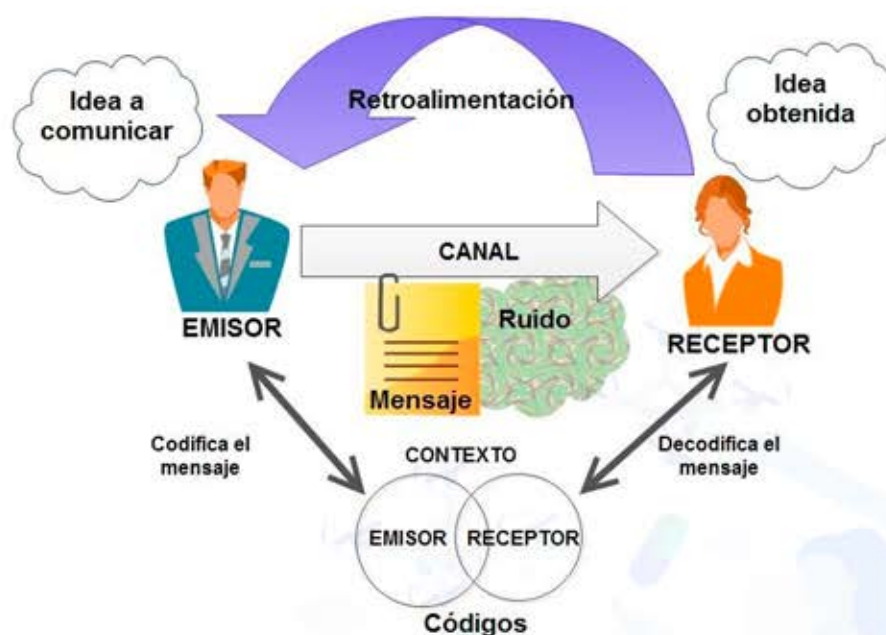 Idea a
comunicar
Retroalimentación
Idea
obtenida
CANAL
EMISOR
Ruido
RECEPTOR
Mensaje
Codifica el
mensaje
CONTEXTO
Decodifica el
mensaje
EMISOR
RECEPTOR
Códigos